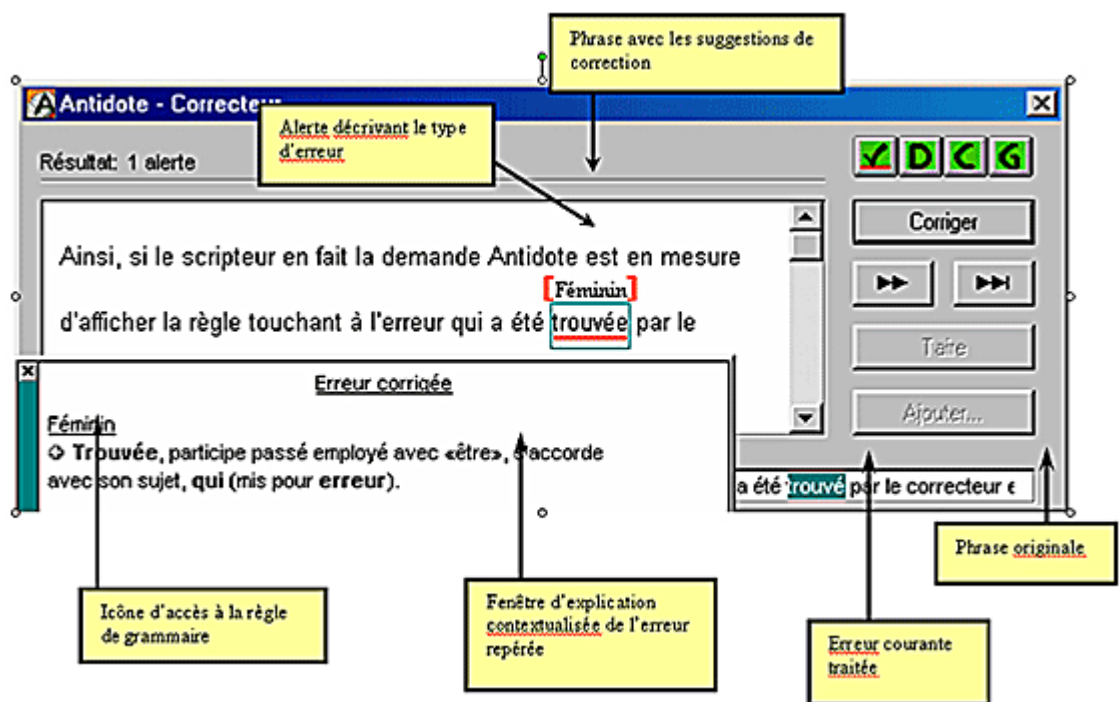 Phrase avec les suggestions de
correction
Antidote - Correcteur
Alerte décrivant le type
d'erreur
Résultat: 1 alerte
D C G
Corriger
Ainsi, si le scripteur en fait la demande Antidote est en mesure
[Féminin]
d'afficher la règle touchant à l'erreur qui a été trouvée par le
Taire
Erreur corrigée
Ajouter...
Féminin
Trouvée, participe passé employé avec «être», s'accorde
avec son sujet, qui (mis pour erreur).
a été trouvé par le correcteur e
Phrase originale
Icône d'accès à la règle
de grammaire
Fenêtre d'explication
contextualisée de l'erreur
repérée
Erreur courante
traitée